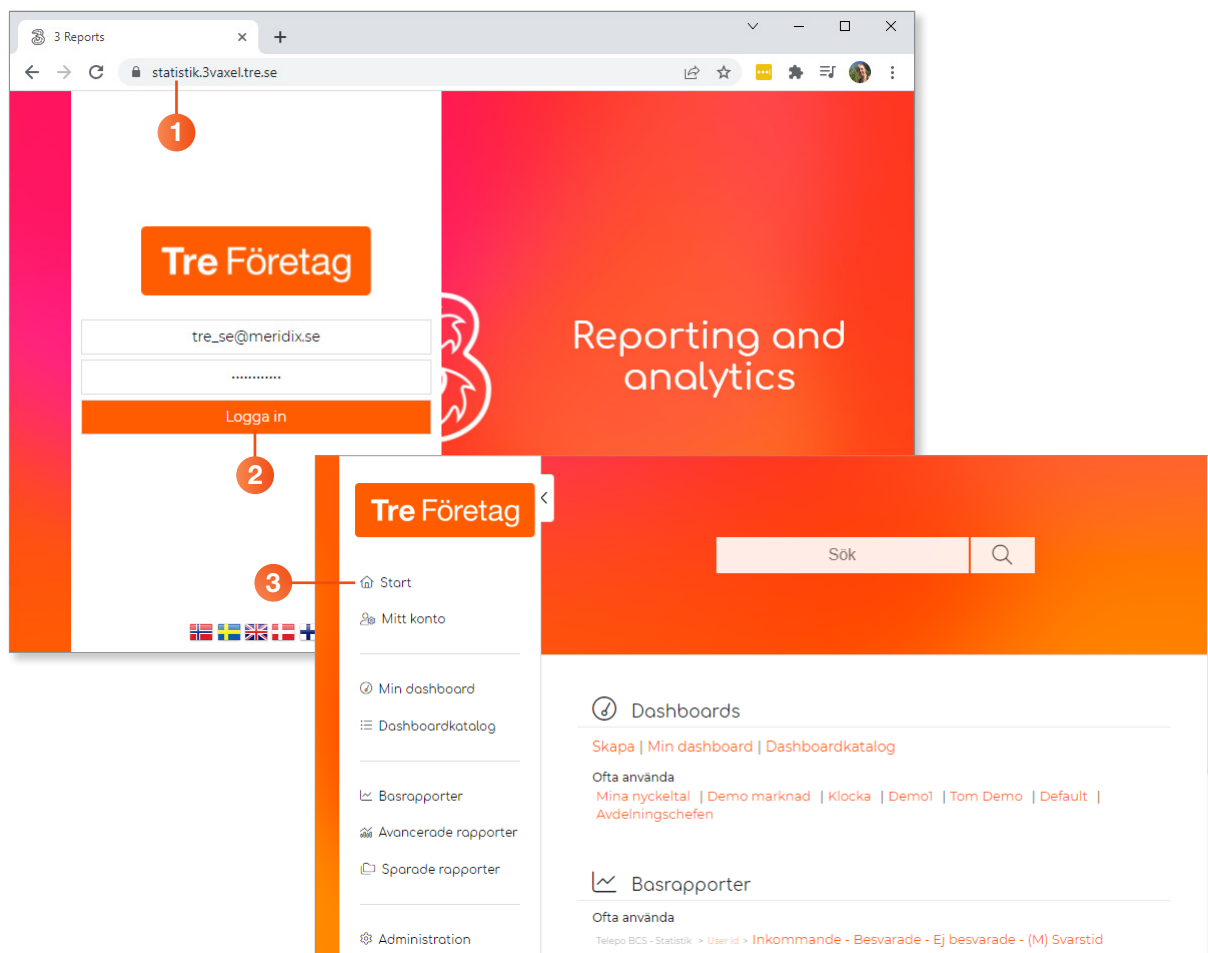 3 Reports
statistik.3vaxel.tre.se
1
Tre Företag
tre_se@meridix.se
············
Logga in
2
Reporting and
analytics
Tre Företag
Sök
3
Start
Mitt konto
Min dashboard
Dashboardkatalog
Basrapporter
Avancerade rapporter
Sparade rapporter
Administration
Dashboards
Skapa | Min dashboard | Dashboardkatalog
Ofta använda
Mina nyckeltal | Demo marknad | Klocka | Demo1 | Tom Demo | Default |
Avdelningschefen
Basrapporter
Ofta använda
Telepo BCS - Statistik > User id > Inkommande - Besvarade - Ej besvarade - (M) Svarstid